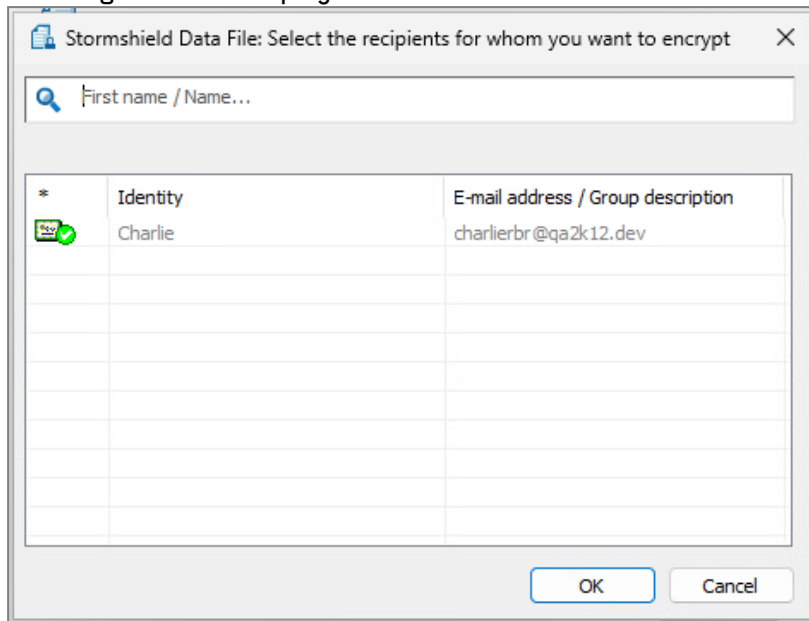 Stormshield Data File: Select the recipients for whom you want to encrypt
First name / Name...
* Identity E-mail address / Group description
Charlie charlierbr@qa2k12.dev
OK Cancel